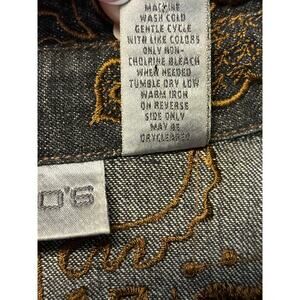 MACHINE
WASH COLD
GENTLE CYCLE
WITH LIKE COLORS
ONLY NON-
CHOLRINE BLEACH
WHEN NEEDED
TUMBLE DRY LOW
WARM IRON
ON REVERSE
SIDE ONLY
MAY BE
DRYCLEANED
O'S